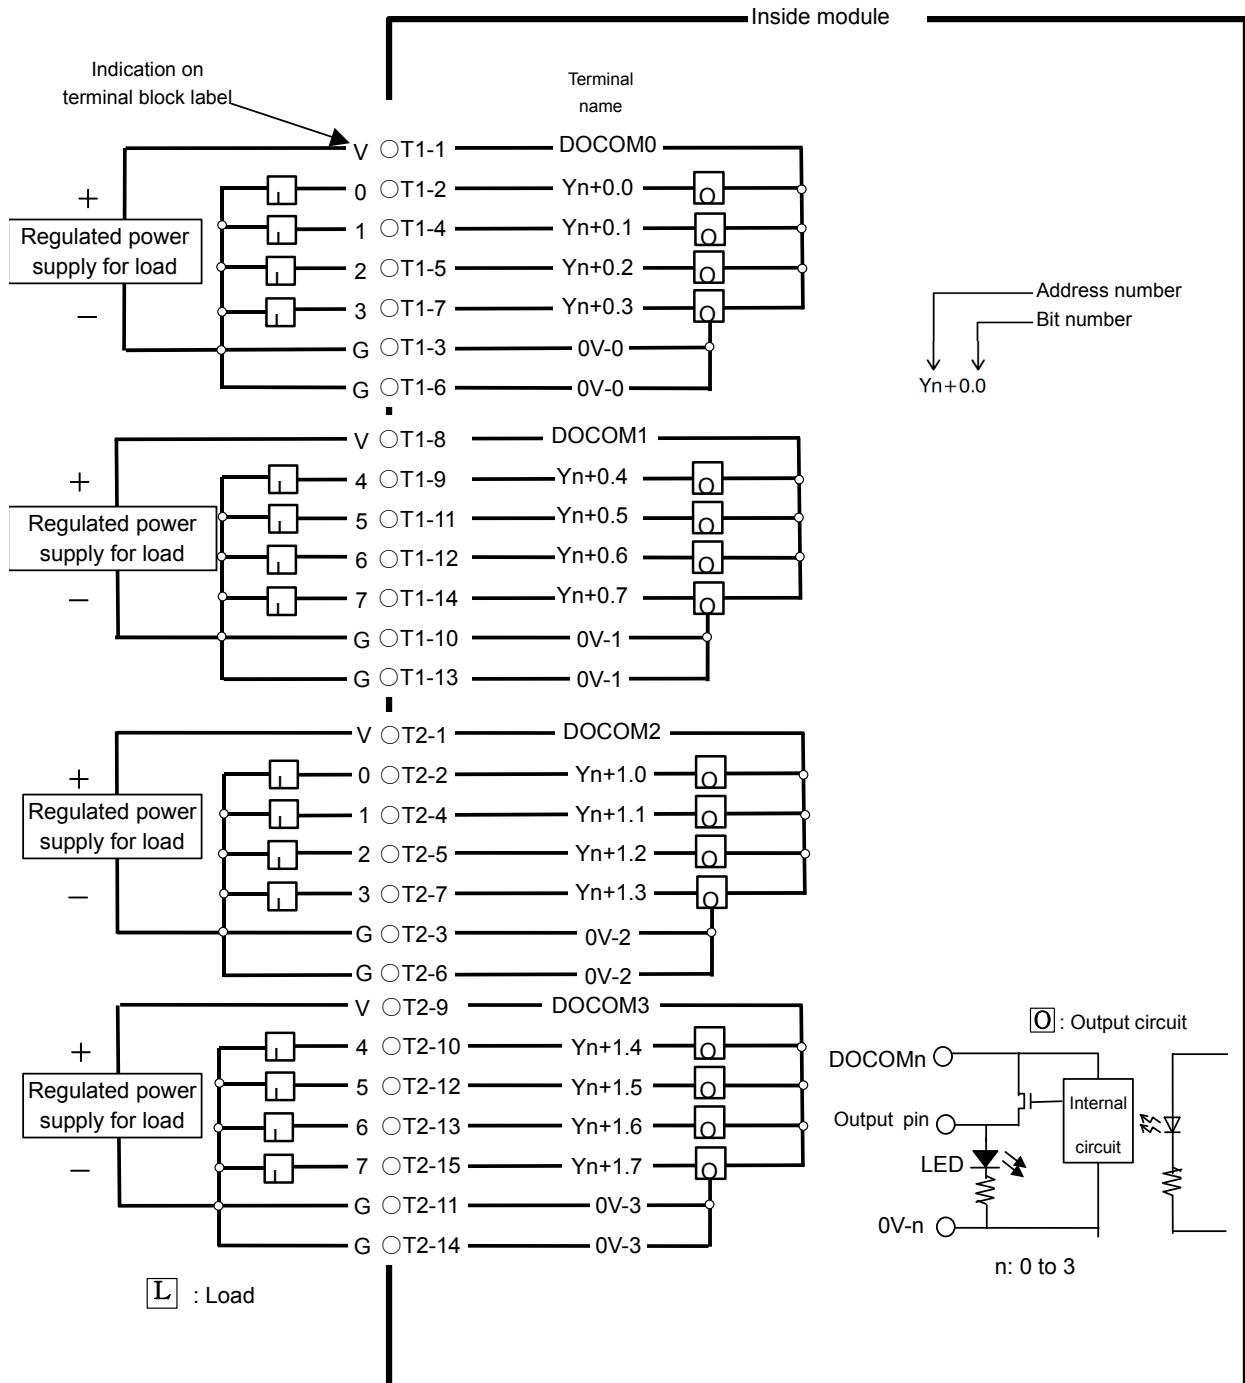 Inside module
Indication on
terminal block label
Terminal
name
V T1-1 DOCOM0
L 0 T1-2 Yn+0.0 O
L 1 T1-4 Yn+0.1 O
L 2 T1-5 Yn+0.2 O
L 3 T1-7 Yn+0.3 O
G T1-3 0V-0
G T1-6 0V-0
+
Regulated power
supply for load
−
Address number
Bit number
Yn+0.0
V T1-8 DOCOM1
L 4 T1-9 Yn+0.4 O
L 5 T1-11 Yn+0.5 O
L 6 T1-12 Yn+0.6 O
L 7 T1-14 Yn+0.7 O
G T1-10 0V-1
G T1-13 0V-1
+
Regulated power
supply for load
−
V T2-1 DOCOM2
L 0 T2-2 Yn+1.0 O
L 1 T2-4 Yn+1.1 O
L 2 T2-5 Yn+1.2 O
L 3 T2-7 Yn+1.3 O
G T2-3 0V-2
G T2-6 0V-2
+
Regulated power
supply for load
−
V T2-9 DOCOM3
L 4 T2-10 Yn+1.4 O
L 5 T2-12 Yn+1.5 O
L 6 T2-13 Yn+1.6 O
L 7 T2-15 Yn+1.7 O
G T2-11 0V-3
G T2-14 0V-3
+
Regulated power
supply for load
−
L : Load
O : Output circuit
DOCOMn
Internal
circuit
Output pin
LED
0V-n
n: 0 to 3